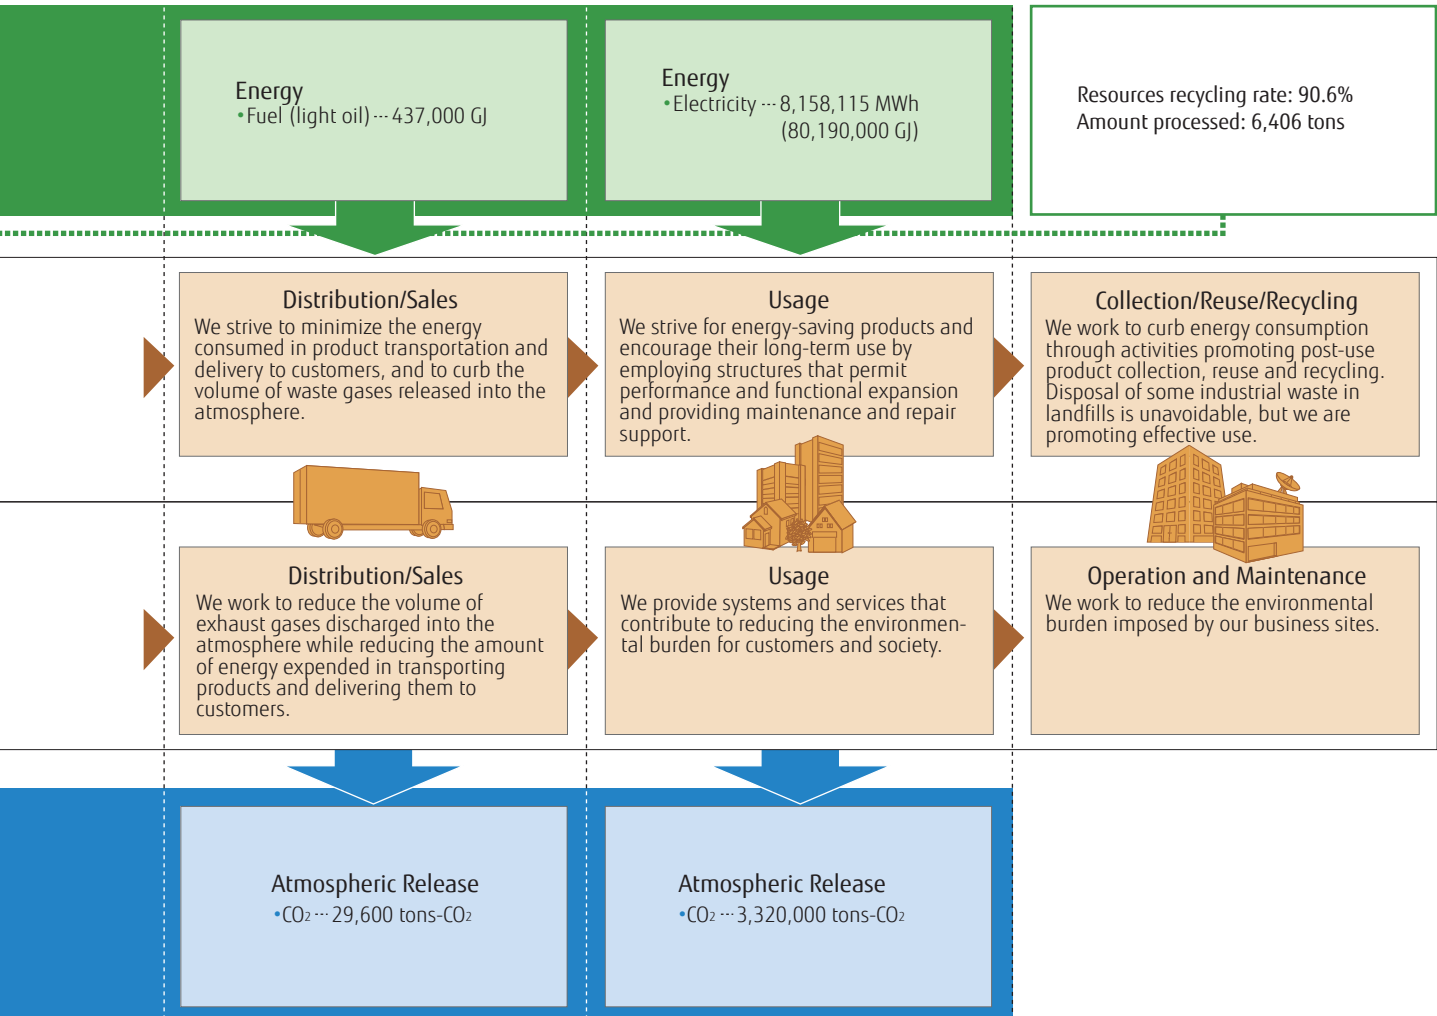 Energy
•Fuel (light oil)···437,000 GJ
Energy
•Electricity ···8,158,115 MWh
(80,190,000 GJ)
Resources recycling rate: 90.6%
Amount processed: 6,406 tons
Distribution/Sales
We strive to minimize the energy
consumed in product transportation and
delivery to customers, and to curb the
volume of waste gases released into the
atmosphere.
Usage
We strive for energy-saving products and
encourage their long-term use by
employing structures that permit
performance and functional expansion
and providing maintenance and repair
support.
Collection/Reuse/Recycling
We work to curb energy consumption
through activities promoting post-use
product collection, reuse and recycling.
Disposal of some industrial waste in
landfills is unavoidable, but we are
promoting effective use.
Distribution/Sales
We work to reduce the volume of
exhaust gases discharged into the
atmosphere while reducing the amount
of energy expended in transporting
products and delivering them to
customers.
Usage
We provide systems and services that
contribute to reducing the environmen-
tal burden for customers and society.
Operation and Maintenance
We work to reduce the environmental
burden imposed by our business sites.
Atmospheric Release
•CO2 ···29,600 tons-CO2
Atmospheric Release
•CO2 ···3,320,000 tons-CO2